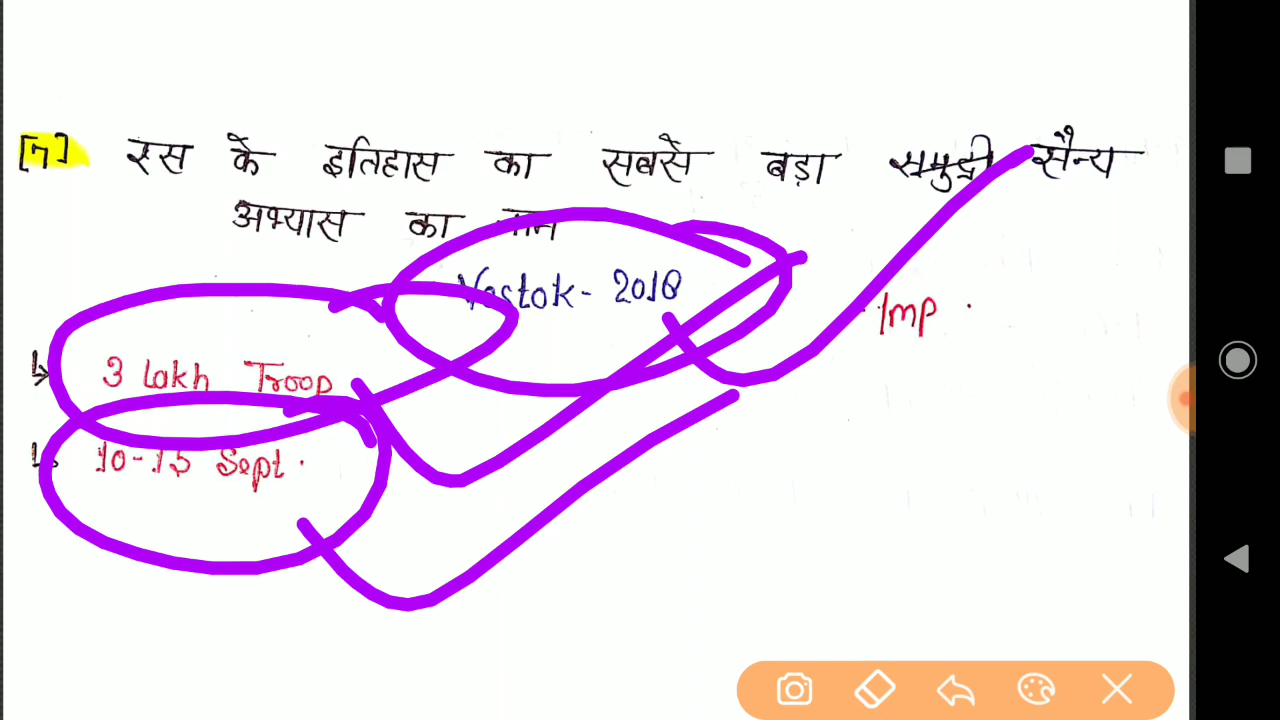 [7] रूस के इतिहास का सबसे बड़ा समुद्री सैन्य
अभ्यास का नाम
Vostok - 2018
Imp .
↳ 3 lakh Troop
↳ 10-15 Sept .